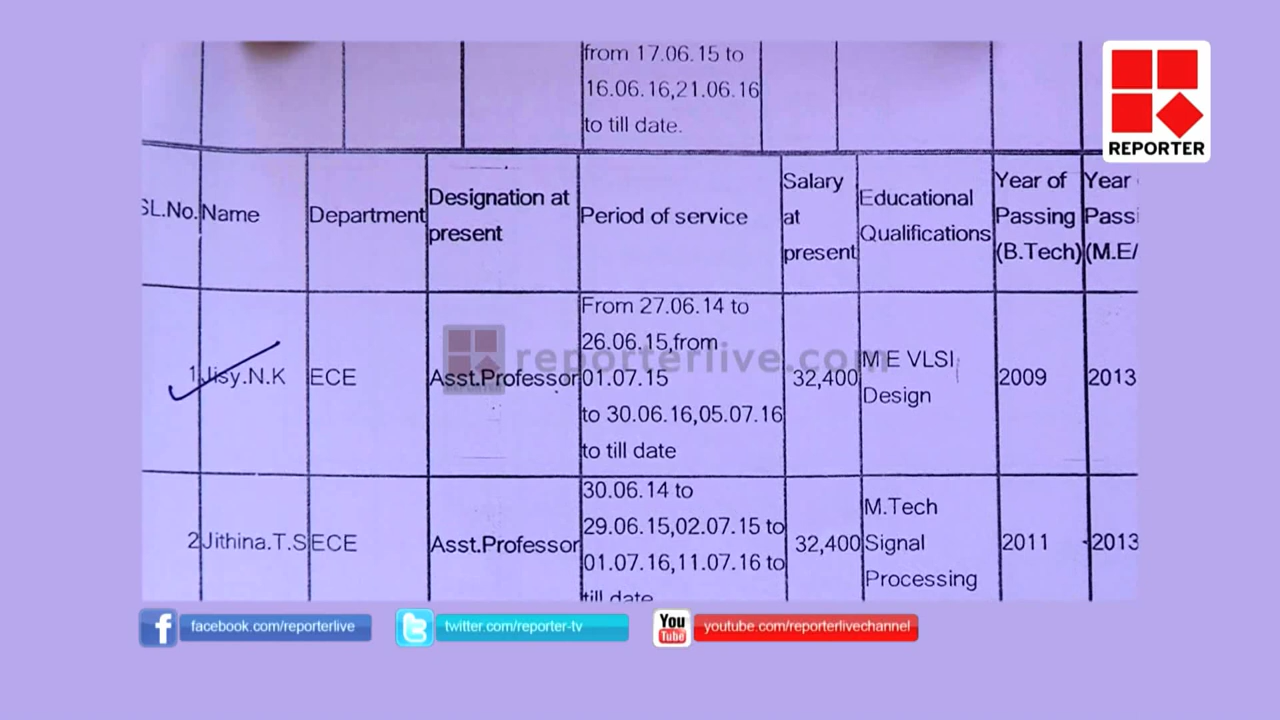 from 17.06.15 to
16.06.16,21.06.16
to till date.
REPORTER
SL.No. Name Department Designation at present Period of service Salary at present Educational Qualifications Year of Passing (B.Tech) Year Passi (M.E/
1 Jisy.N.K ECE Asst.Professor From 27.06.14 to 26.06.15,from 01.07.15 to 30.06.16,05.07.16 to till date 32,400 M E VLSI Design 2009 2013
reporterlive.com
REPORTER
2 Jithina.T.S ECE Asst.Professor 30.06.14 to 29.06.15,02.07.15 to 01.07.16,11.07.16 to till date 32,400 M.Tech Signal Processing 2011 2013
facebook.com/reporterlive
twitter.com/reporter-tv
You Tube
youtube.com/reporterlivechannel